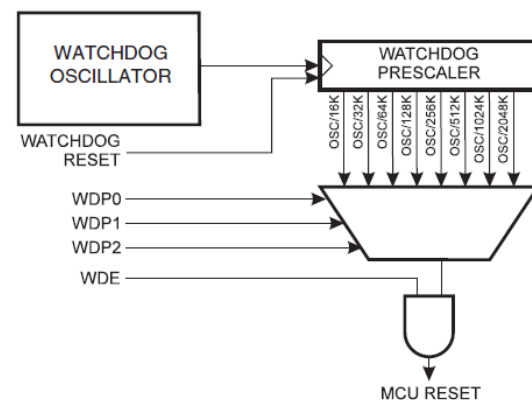 WATCHDOG
OSCILLATOR
WATCHDOG
PRESCALER
WATCHDOG
RESET
OSC/16K
OSC/32K
OSC/64K
OSC/128K
OSC/256K
OSC/512K
OSC/1024K
OSC/2048K
WDP0
WDP1
WDP2
WDE
MCU RESET